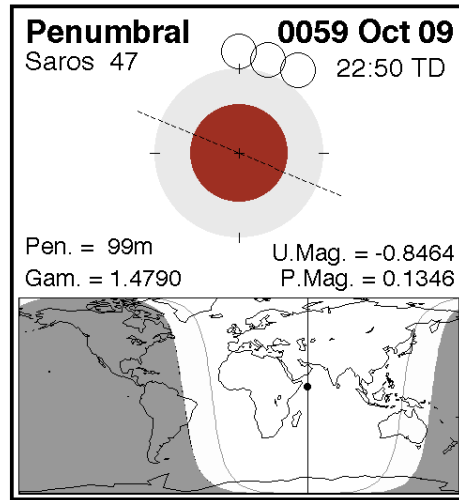 Penumbral 0059 Oct 09
Saros 47 22:50 TD
Pen. = 99m U.Mag. = -0.8464
Gam. = 1.4790 P.Mag. = 0.1346